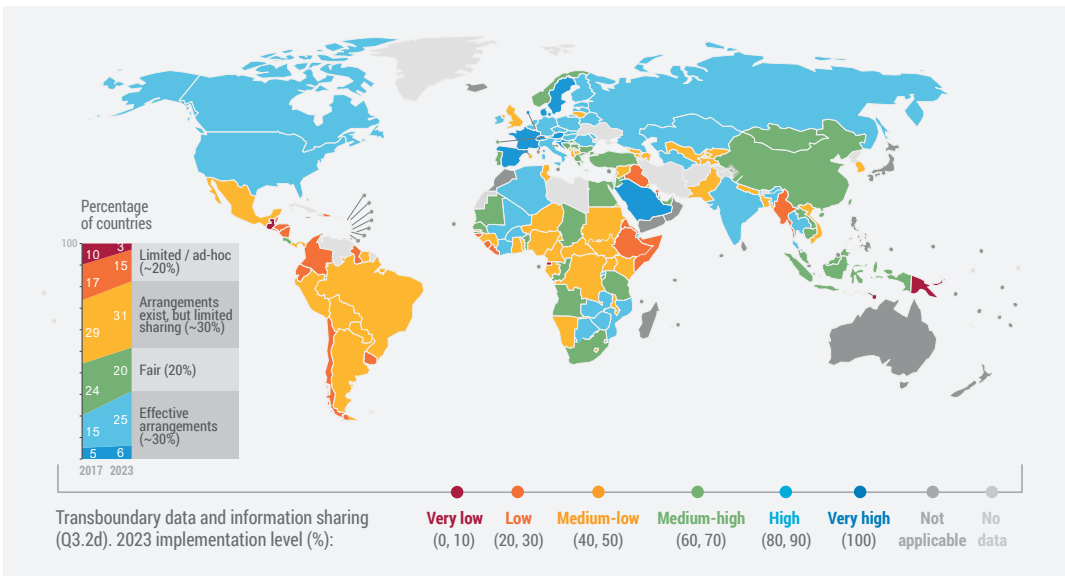 Percentage
of countries
100
10
3
Limited / ad-hoc
(~20%)
17
15
Arrangements
exist, but limited
sharing (~30%)
29
31
Fair (20%)
24
20
Effective
arrangements
(~30%)
15
25
5
6
2017 2023
Transboundary data and information sharing
(Q3.2d). 2023 implementation level (%):
Very low
(0, 10)
Low
(20, 30)
Medium-low
(40, 50)
Medium-high
(60, 70)
High
(80, 90)
Very high
(100)
Not
applicable
No
data